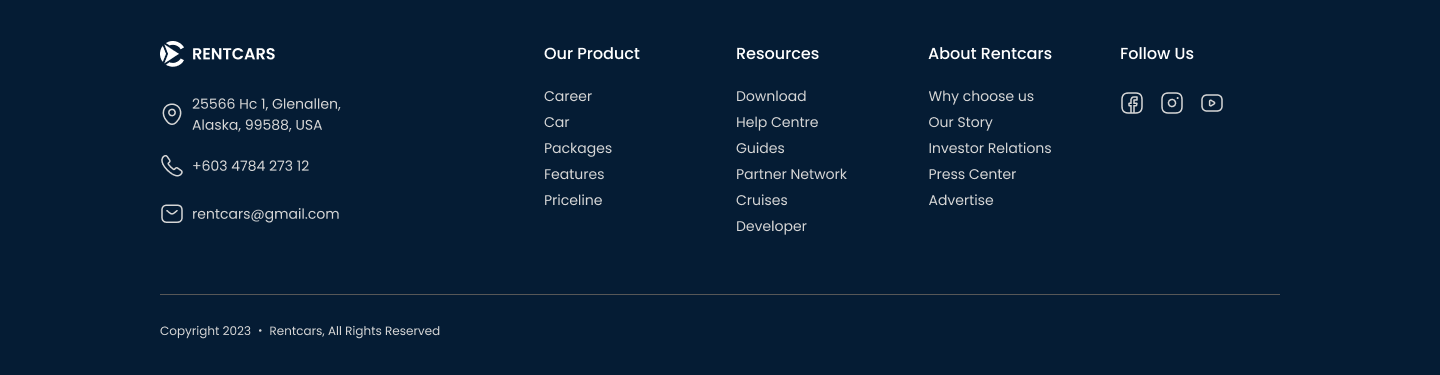 RENTCARS
25566 Hc 1, Glenallen,
Alaska, 99588, USA
+603 4784 273 12
rentcars@gmail.com
Our Product
Career
Car
Packages
Features
Priceline
Resources
Download
Help Centre
Guides
Partner Network
Cruises
Developer
About Rentcars
Why choose us
Our Story
Investor Relations
Press Center
Advertise
Follow Us
Copyright 2023 • Rentcars, All Rights Reserved